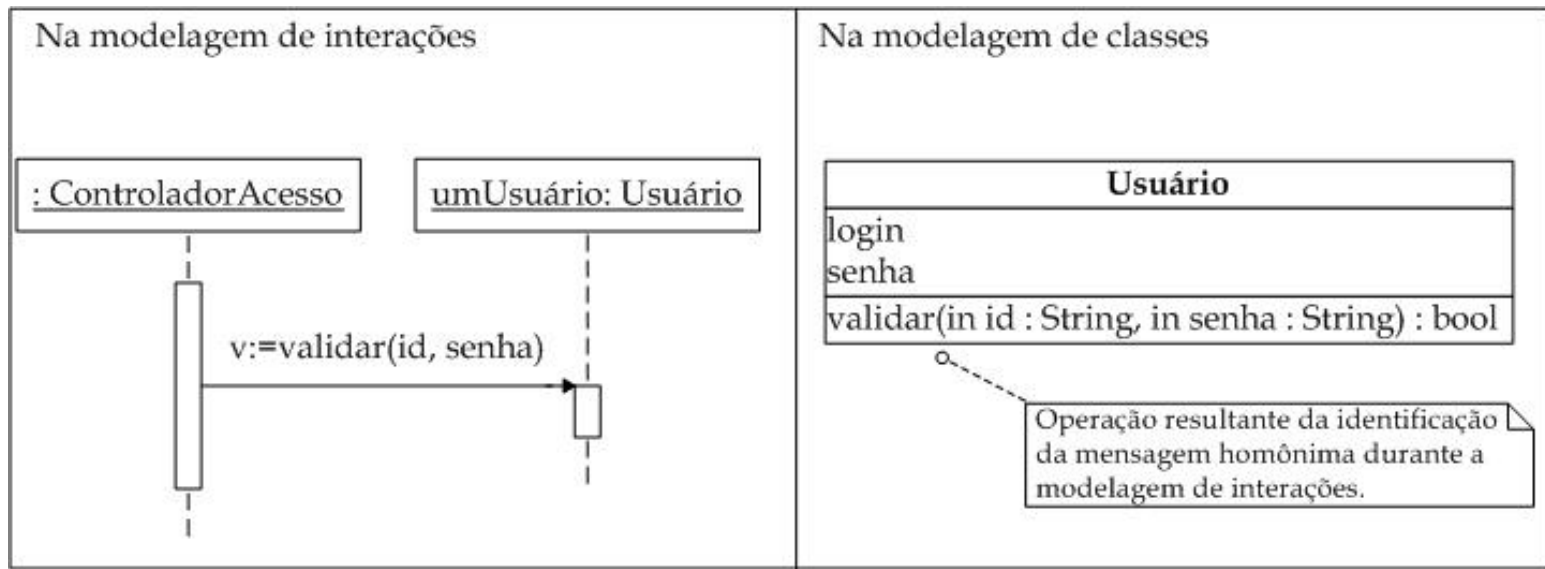 Na modelagem de interações
: ControladorAcesso
umUsuário: Usuário
v:=validar(id, senha)
Na modelagem de classes
Usuário
login
senha
validar(in id : String, in senha : String) : bool
Operação resultante da identificação
da mensagem homônima durante a
modelagem de interações.